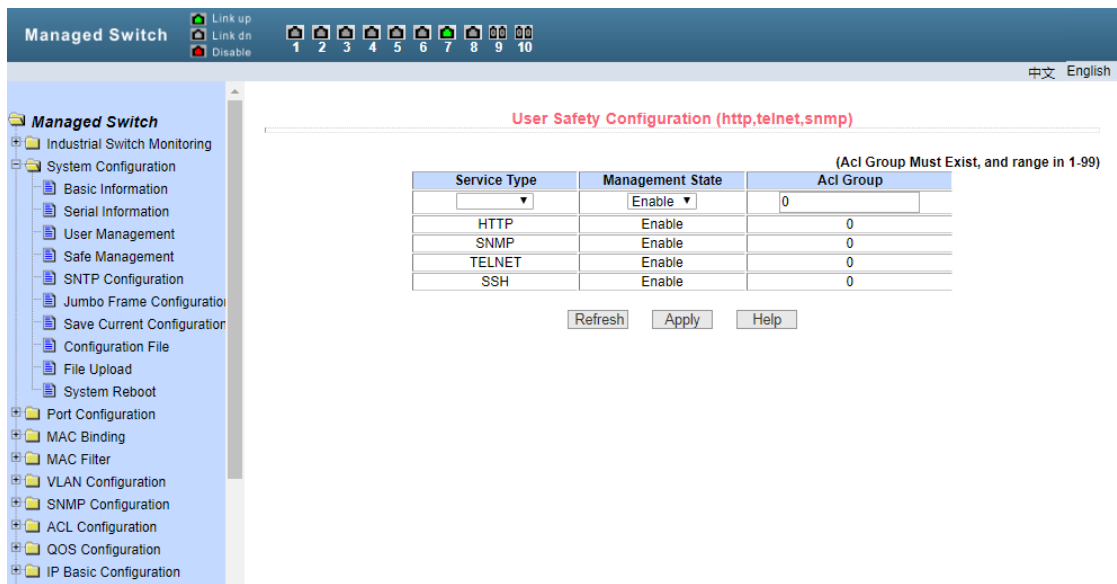 Managed Switch
Link up
Link dn
Disable
1 2 3 4 5 6 7 8 9 10
中文 English
Managed Switch
Industrial Switch Monitoring
System Configuration
Basic Information
Serial Information
User Management
Safe Management
SNTP Configuration
Jumbo Frame Configuration
Save Current Configuration
Configuration File
File Upload
System Reboot
Port Configuration
MAC Binding
MAC Filter
VLAN Configuration
SNMP Configuration
ACL Configuration
QOS Configuration
IP Basic Configuration
User Safety Configuration (http,telnet,snmp)
(Acl Group Must Exist, and range in 1-99)
Service Type Management State Acl Group
Enable 0
HTTP Enable 0
SNMP Enable 0
TELNET Enable 0
SSH Enable 0
Refresh Apply Help